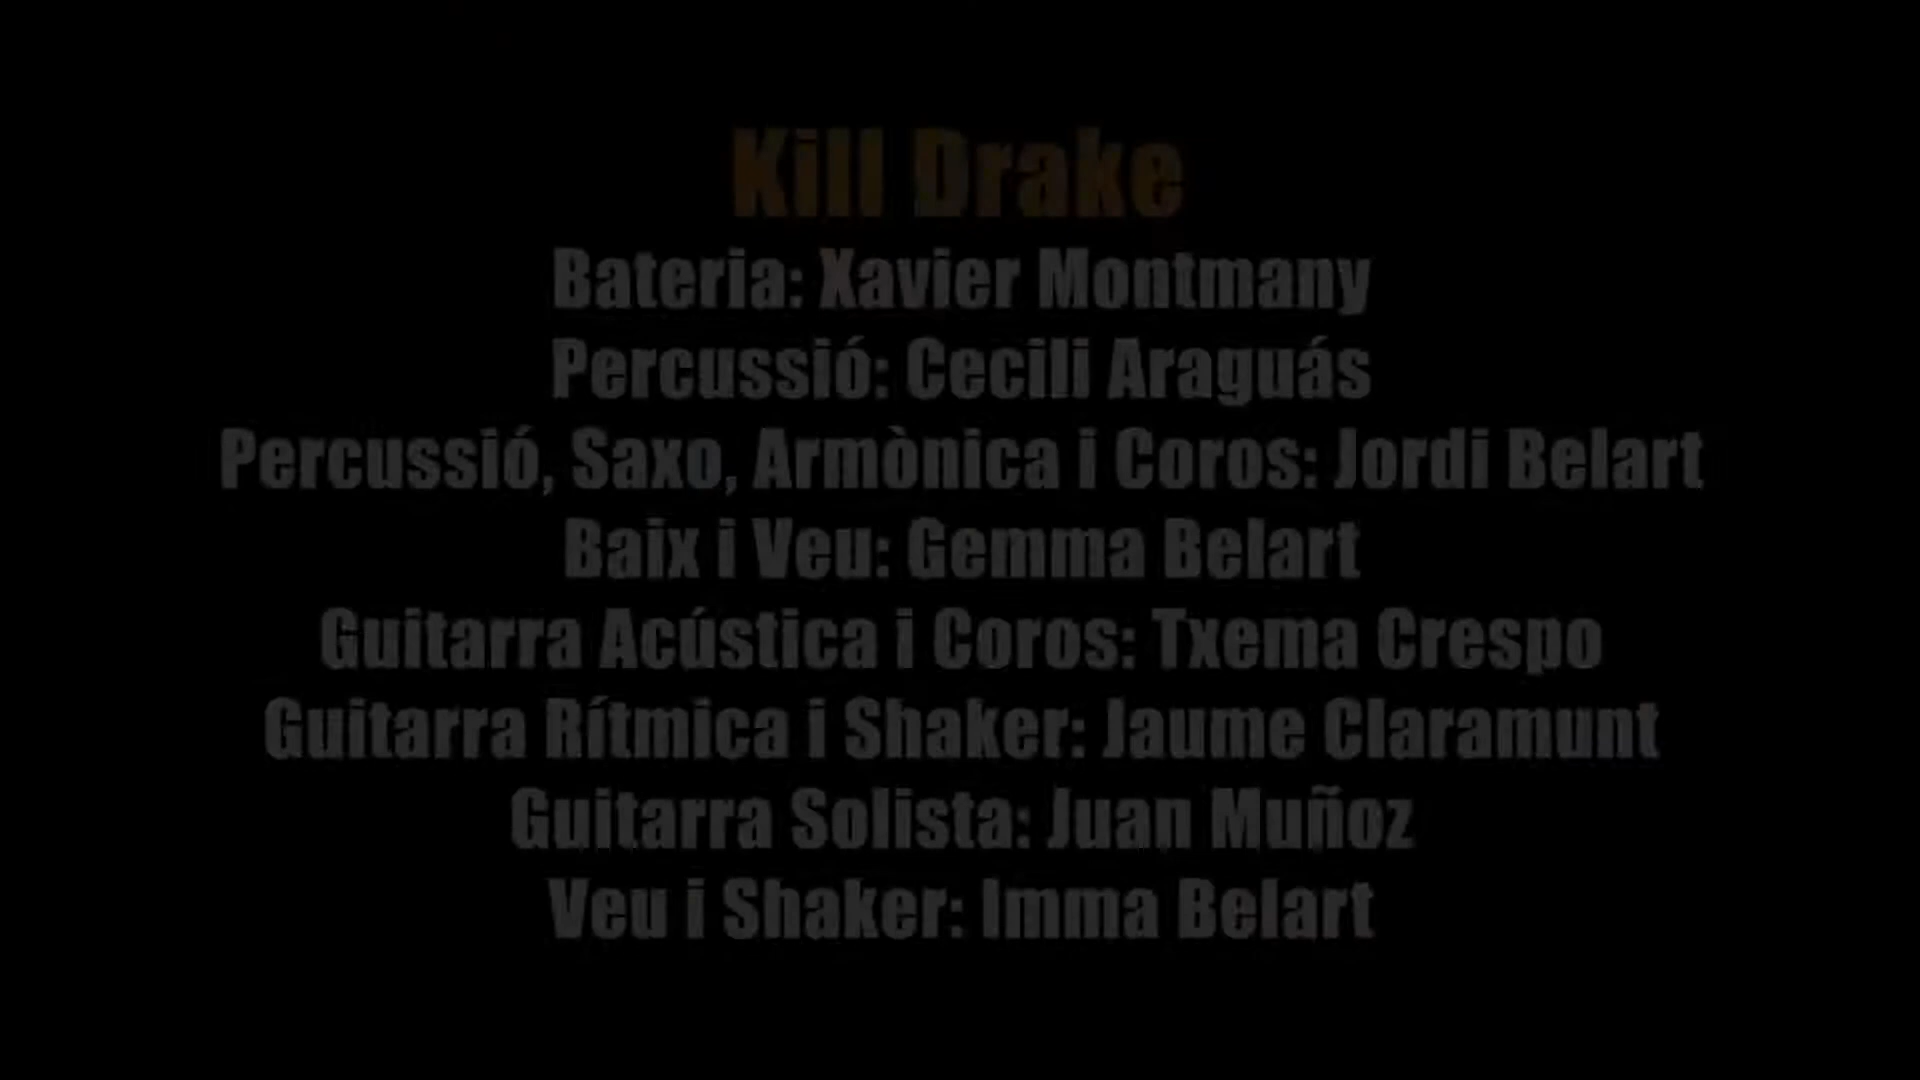 Kill Drake
Bateria: Xavier Montmany
Percussió: Cecili Araguás
Percussió, Saxo, Armònica i Coros: Jordi Belart
Baix i Veu: Gemma Belart
Guitarra Acústica i Coros: Txema Crespo
Guitarra Rítmica i Shaker: Jaume Claramunt
Guitarra Solista: Juan Muñoz
Veu i Shaker: Imma Belart